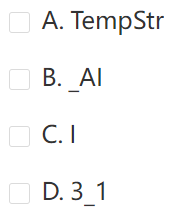 A. TempStr
B. _AI
C. I
D. 3_1